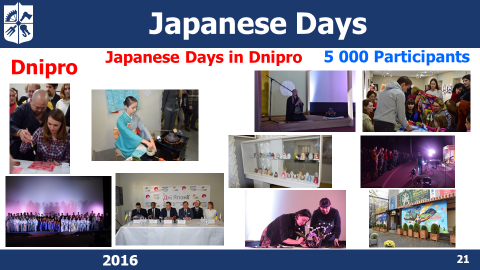 Japanese Days
Dnipro
Japanese Days in Dnipro
5 000 Participants
2016
21